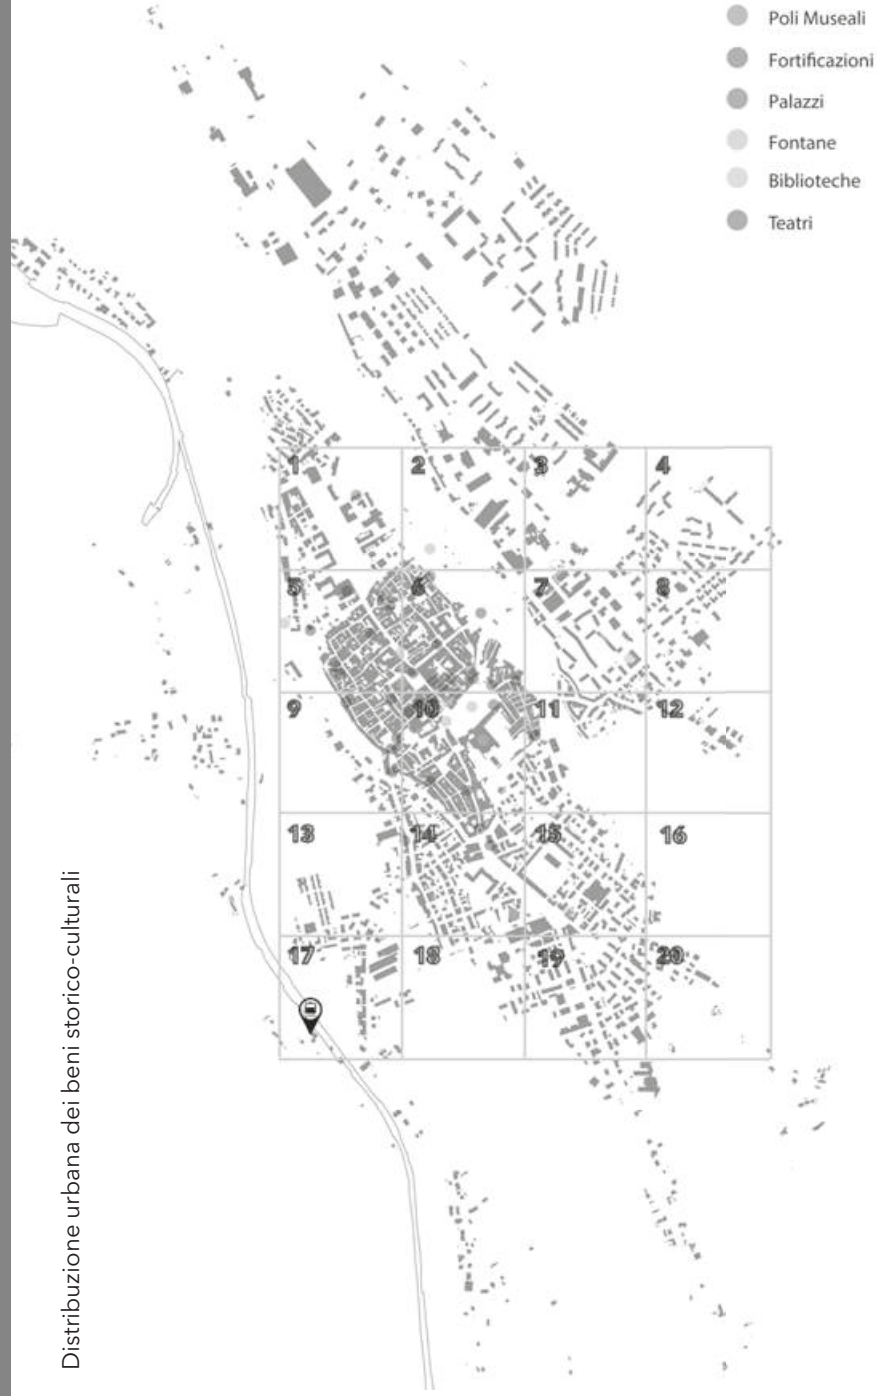 Poli Museali
Fortificazioni
Palazzi
Fontane
Biblioteche
Teatri
1
2
3
4
5
6
7
8
9
10
11
12
13
14
15
16
17
18
19
20
Distribuzione urbana dei beni storico-culturali